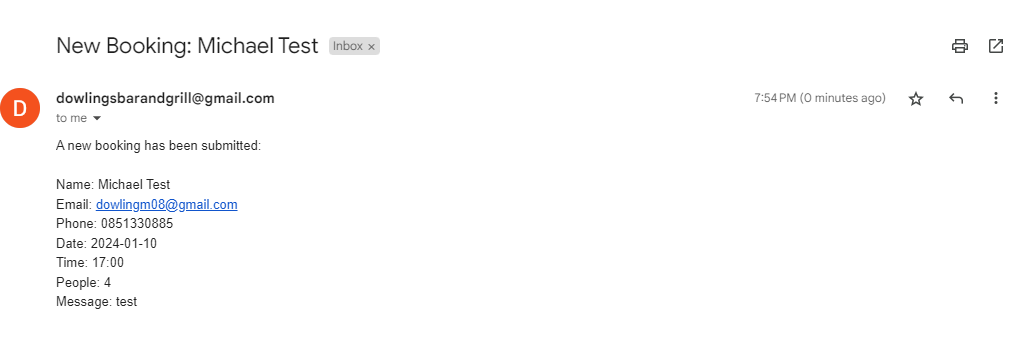 New Booking: Michael Test Inbox ×
D dowlingsbarandgrill@gmail.com 7:54 PM (0 minutes ago)
to me
A new booking has been submitted:
Name: Michael Test
Email: dowlingm08@gmail.com
Phone: 0851330885
Date: 2024-01-10
Time: 17:00
People: 4
Message: test